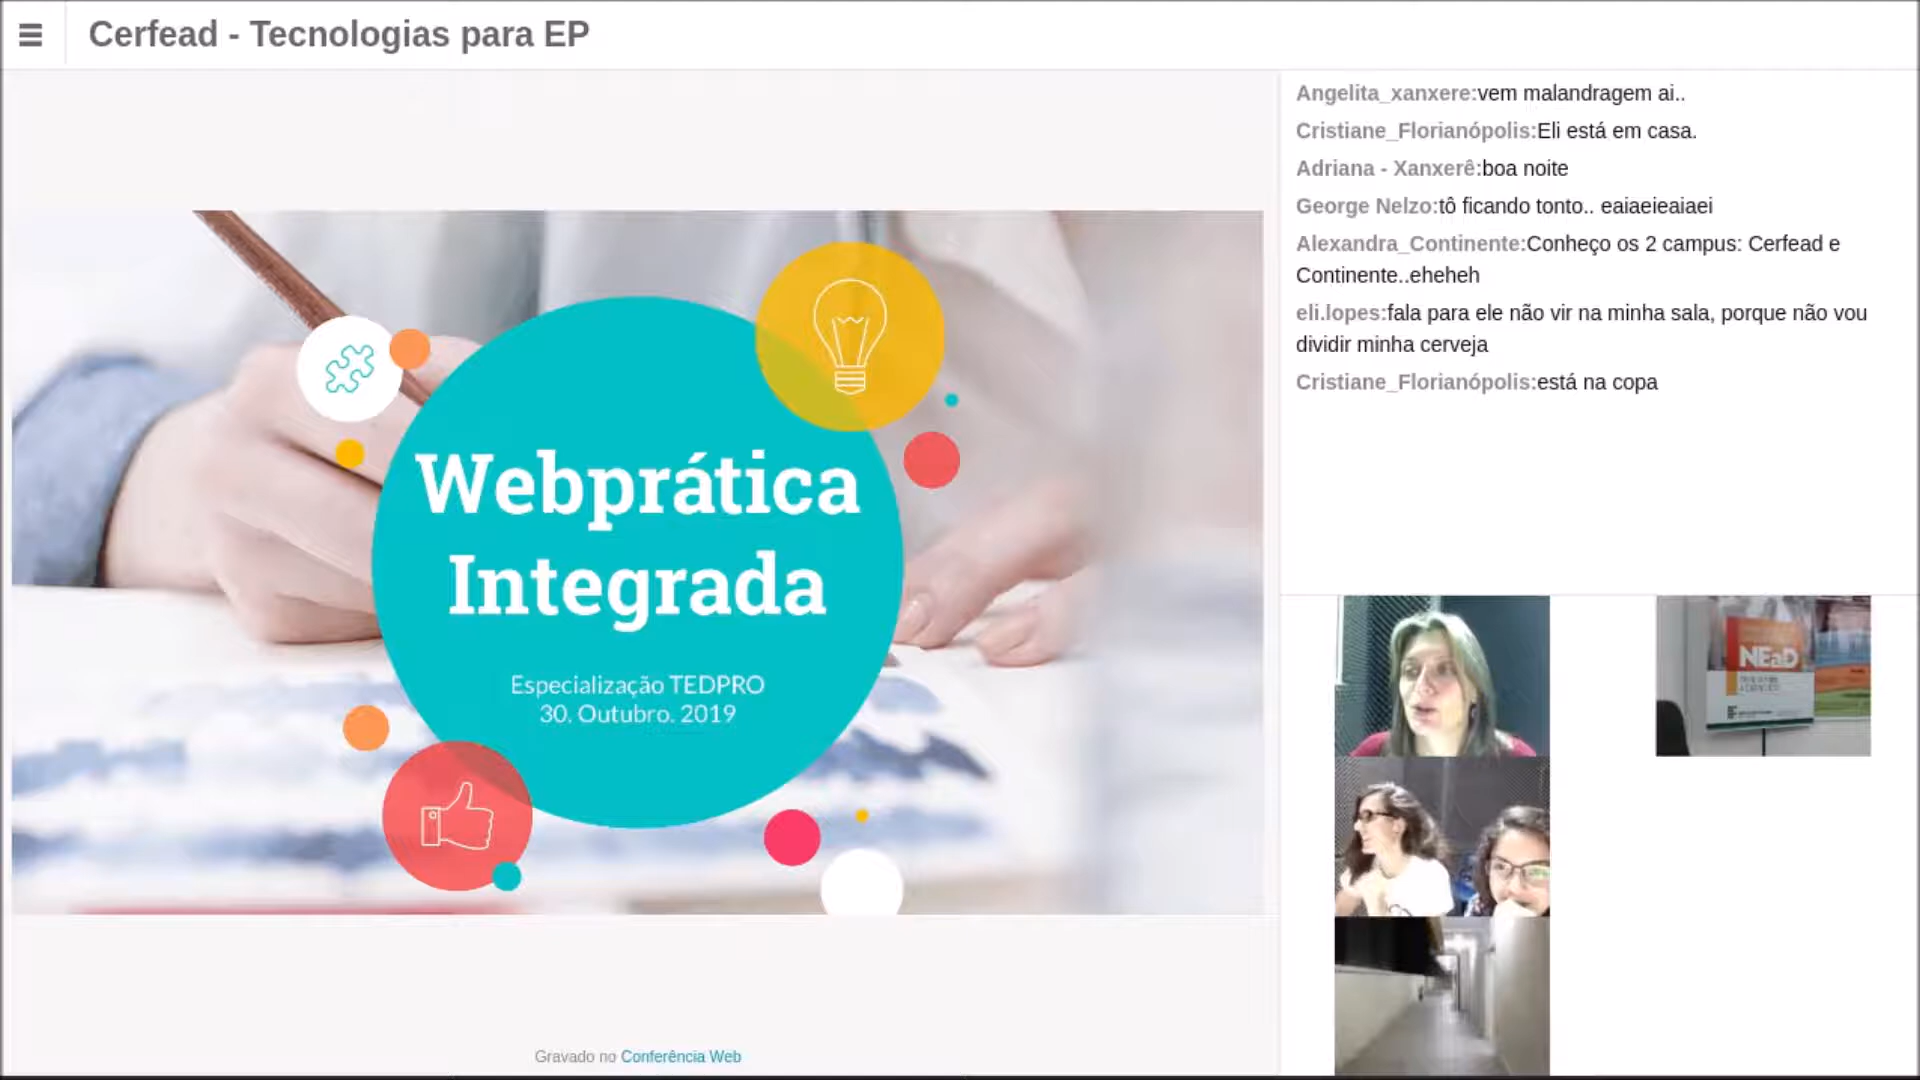 Cerfead - Tecnologias para EP
Webprática
Integrada
Especialização TEDPRO
30. Outubro. 2019
Gravado no Conferência Web
Angelita_xanxere:vem malandragem ai..
Cristiane_Florianópolis:Eli está em casa.
Adriana - Xanxerê:boa noite
George Nelzo:tô ficando tonto.. eaiaeieaiaei
Alexandra_Continente:Conheço os 2 campus: Cerfead e
Continente..eheheh
eli.lopes:fala para ele não vir na minha sala, porque não vou
dividir minha cerveja
Cristiane_Florianópolis:está na copa
NEaD